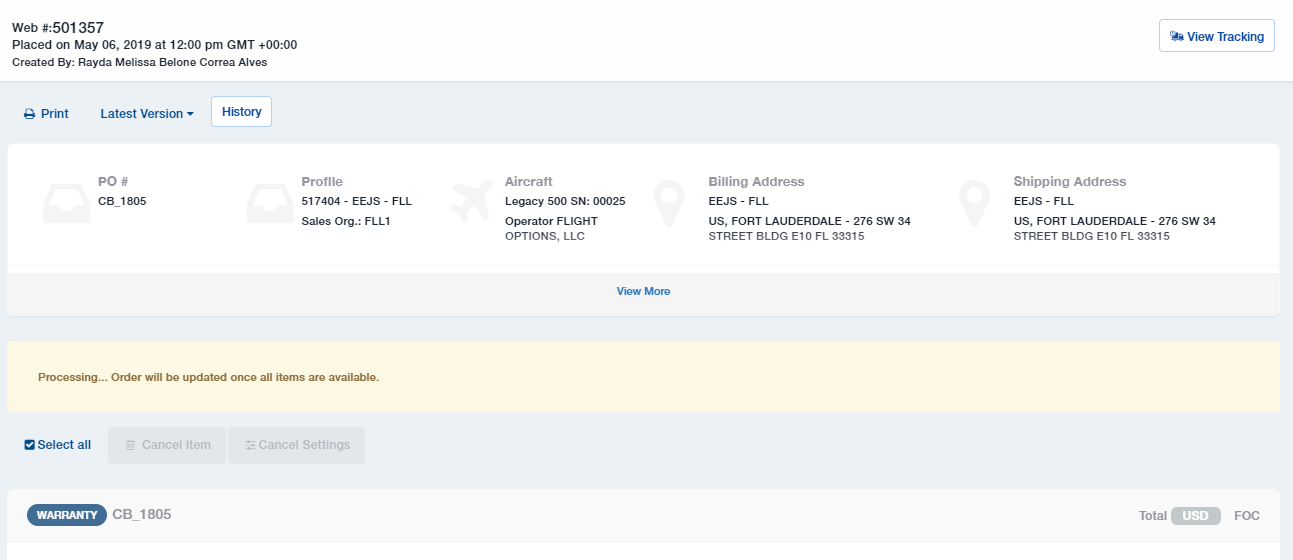 Web #:501357
Placed on May 06, 2019 at 12:00 pm GMT +00:00
Created By: Rayda Melissa Belone Correa Alves
View Tracking
Print
Latest Version
History
PO #
CB_1805
Profile
517404 - EEJS - FLL
Sales Org.: FLL1
Aircraft
Legacy 500 SN: 00025
Operator FLIGHT
OPTIONS, LLC
Billing Address
EEJS - FLL
US, FORT LAUDERDALE - 276 SW 34
STREET BLDG E10 FL 33315
Shipping Address
EEJS - FLL
US, FORT LAUDERDALE - 276 SW 34
STREET BLDG E10 FL 33315
View More
Processing... Order will be updated once all items are available.
Select all
Cancel item
Cancel Settings
WARRANTY CB_1805
Total USD FOC